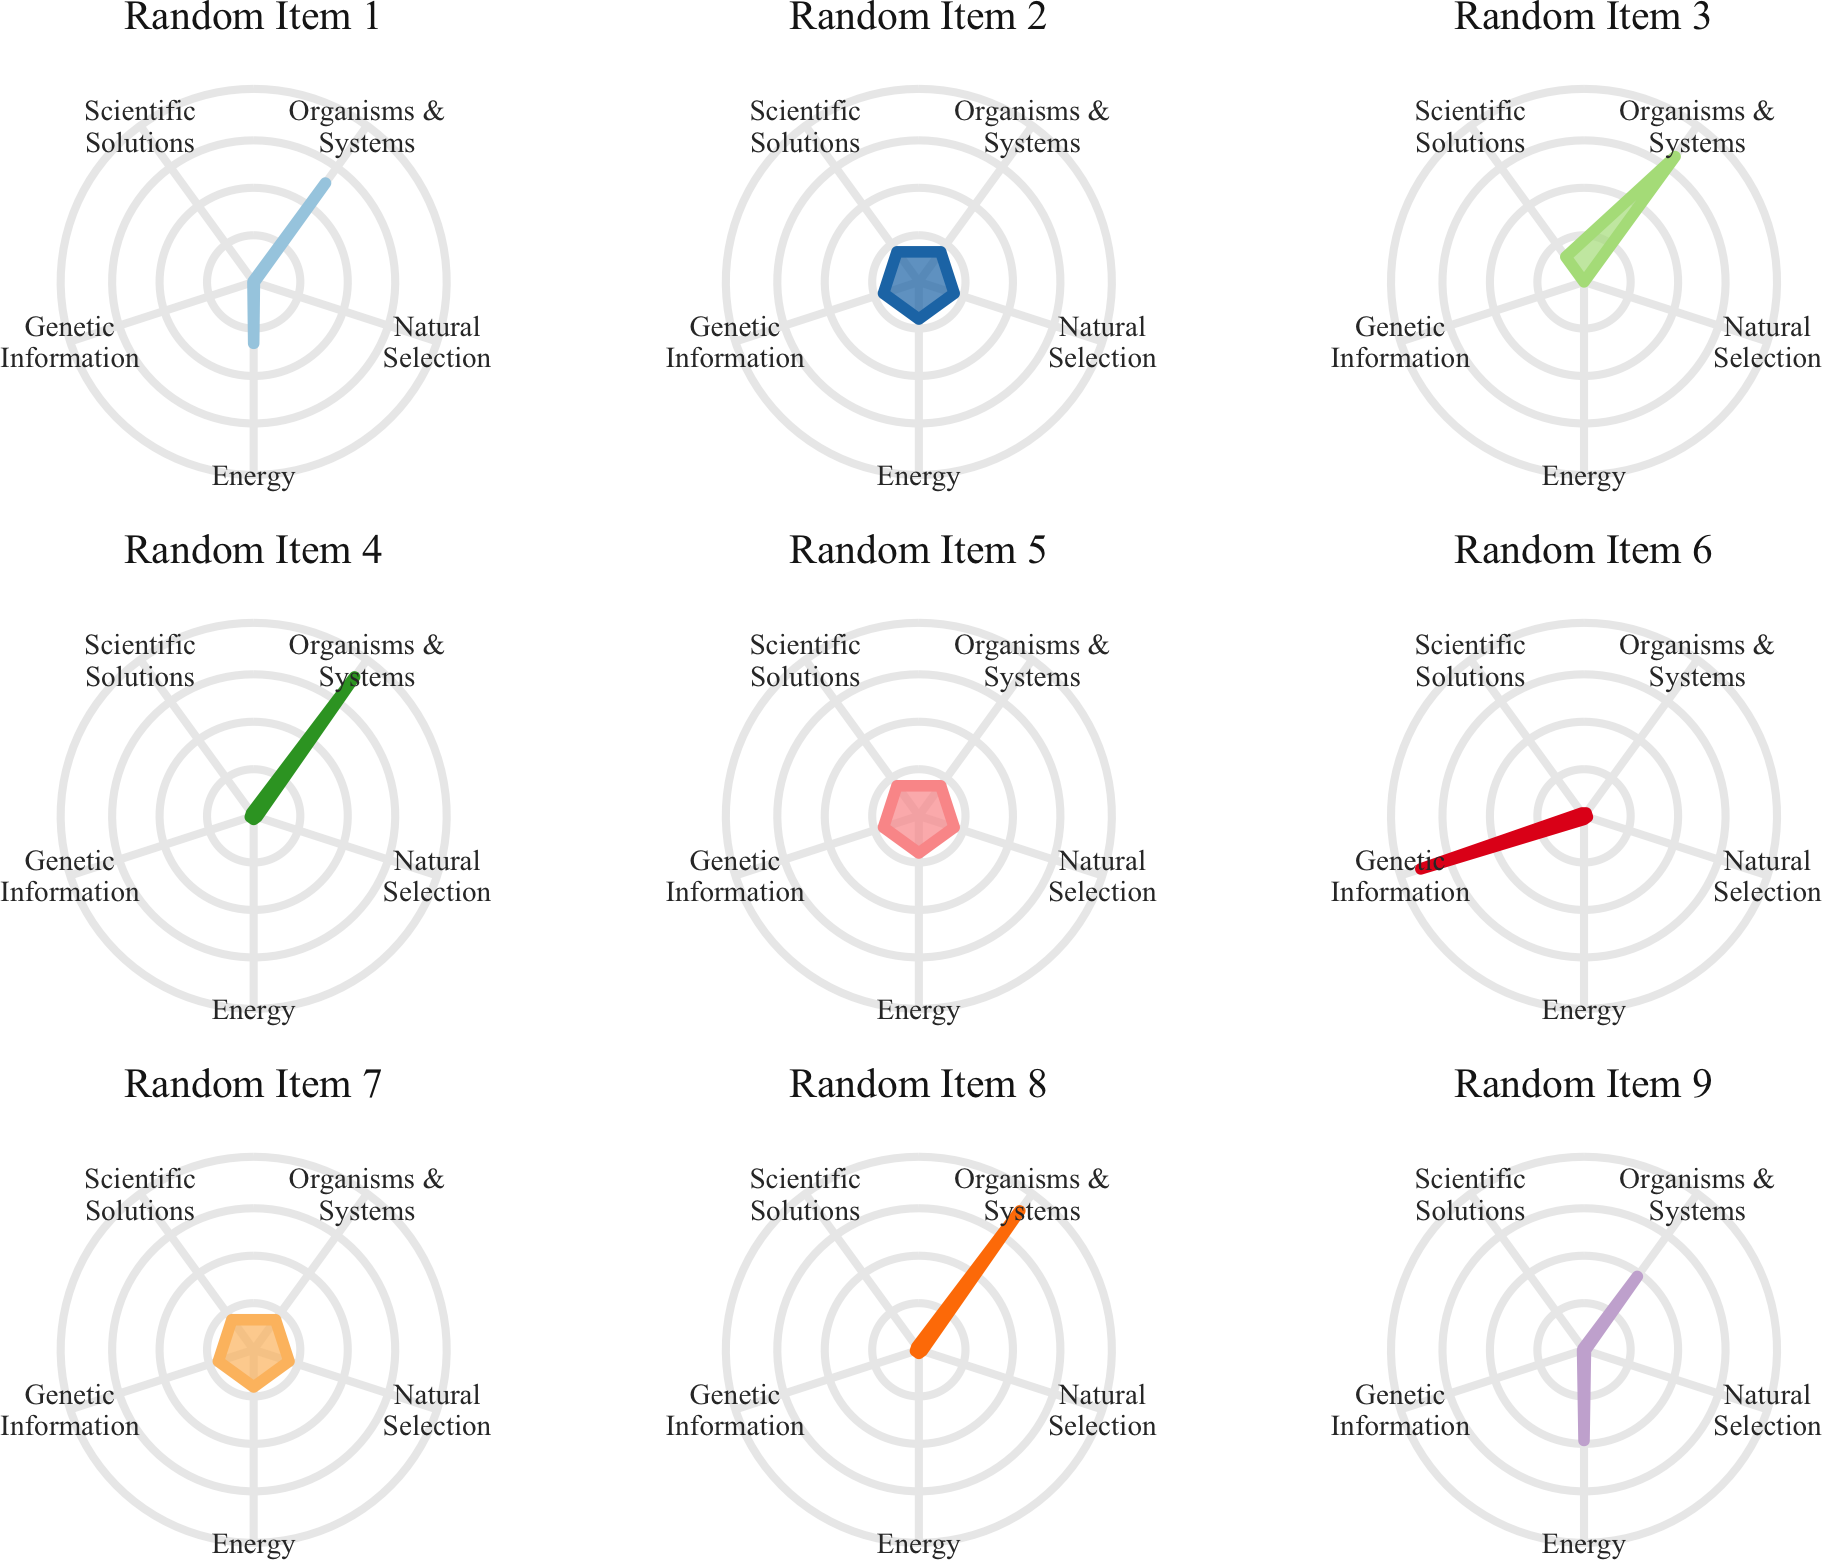 Random Item 1
Random Item 2
Random Item 3
Scientific
Solutions
Organisms &
Systems
Genetic
Information
Natural
Selection
Energy
Scientific
Solutions
Organisms &
Systems
Genetic
Information
Natural
Selection
Energy
Scientific
Solutions
Organisms &
Systems
Genetic
Information
Natural
Selection
Energy
Random Item 4
Random Item 5
Random Item 6
Scientific
Solutions
Organisms &
Systems
Genetic
Information
Natural
Selection
Energy
Scientific
Solutions
Organisms &
Systems
Genetic
Information
Natural
Selection
Energy
Scientific
Solutions
Organisms &
Systems
Genetic
Information
Natural
Selection
Energy
Random Item 7
Random Item 8
Random Item 9
Scientific
Solutions
Organisms &
Systems
Genetic
Information
Natural
Selection
Energy
Scientific
Solutions
Organisms &
Systems
Genetic
Information
Natural
Selection
Energy
Scientific
Solutions
Organisms &
Systems
Genetic
Information
Natural
Selection
Energy